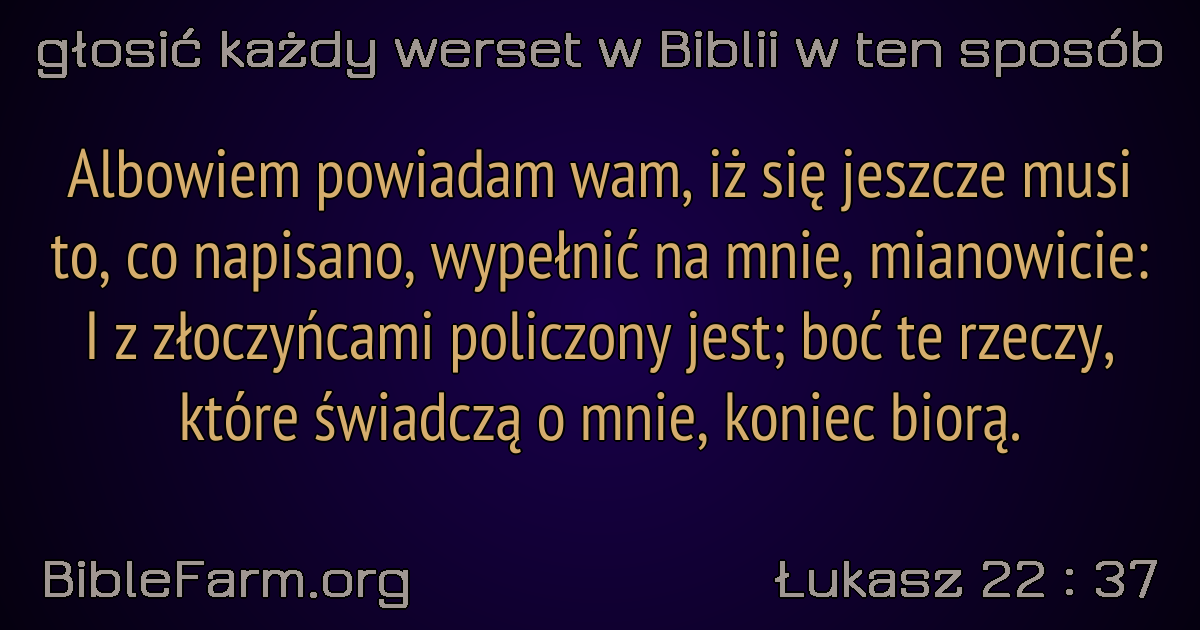 głosić każdy werset w Biblii w ten sposób
Albowiem powiadam wam, iż się jeszcze musi
to, co napisano, wypełnić na mnie, mianowicie:
I z złoczyńcami policzony jest; boć te rzeczy,
które świadczą o mnie, koniec biorą.
BibleFarm.org
Łukasz 22 : 37